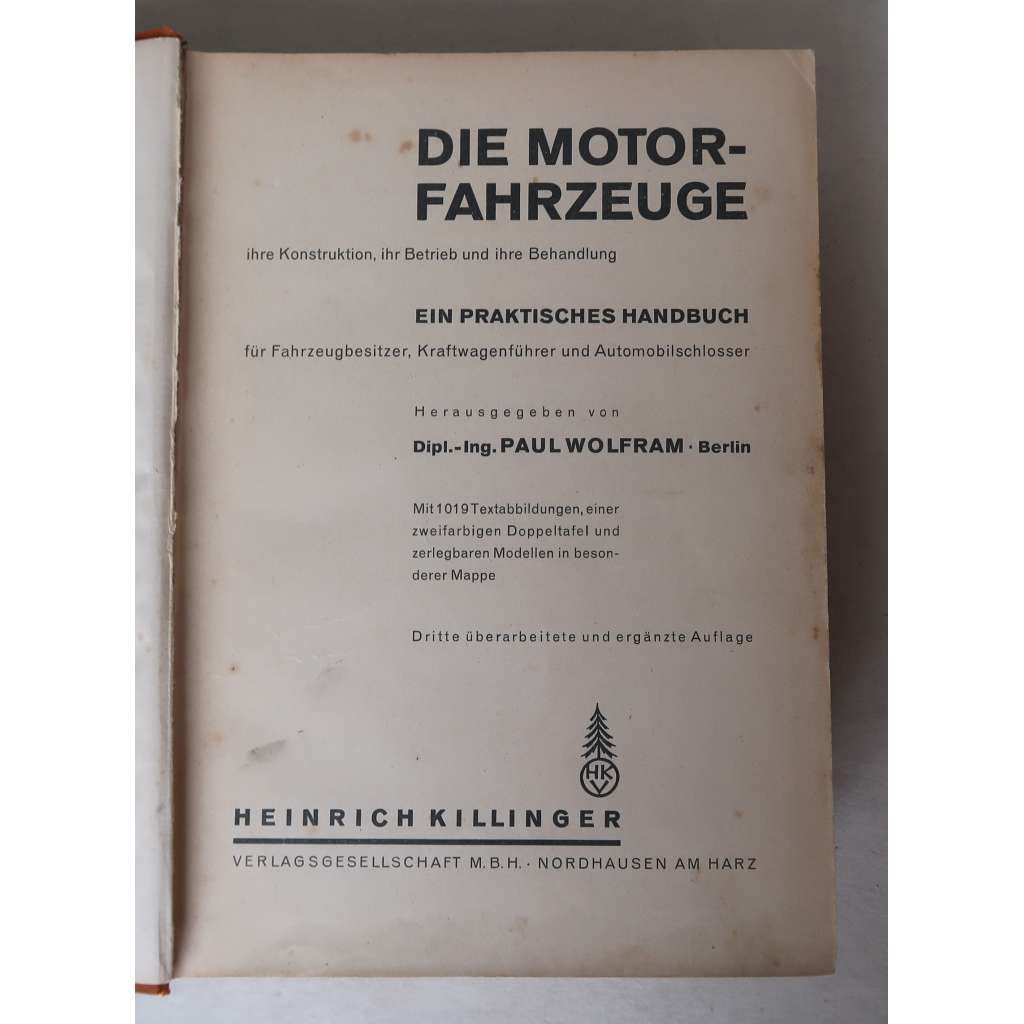 DIE MOTOR-
FAHRZEUGE
ihre Konstruktion, ihr Betrieb und ihre Behandlung
EIN PRAKTISCHES HANDBUCH
für Fahrzeugbesitzer, Kraftwagenführer und Automobilschlosser
Herausgegeben von
Dipl.-Ing. PAUL WOLFRAM · Berlin
Mit 1019 Textabbildungen, einer
zweifarbigen Doppeltafel und
zerlegbaren Modellen in beson-
derer Mappe
Dritte überarbeitete und ergänzte Auflage
HK
V
HEINRICH KILLINGER
VERLAGSGESELLSCHAFT M.B.H. · NORDHAUSEN AM HARZ